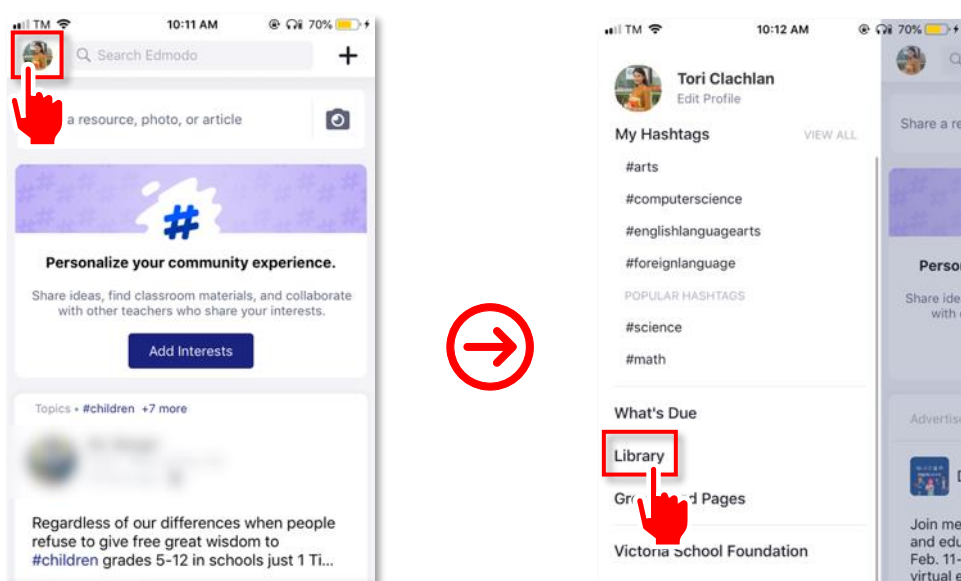 TM 10:11 AM 70%
Search Edmodo
a resource, photo, or article
#
Personalize your community experience.
Share ideas, find classroom materials, and collaborate
with other teachers who share your interests.
Add Interests
Topics • #children +7 more
Regardless of our differences when people
refuse to give free great wisdom to
#children grades 5-12 in schools just 1 Ti...
TM 10:12 AM 70%
Tori Clachlan
Edit Profile
My Hashtags VIEW ALL
#arts
#computerscience
#englishlanguagearts
#foreignlanguage
POPULAR HASHTAGS
#science
#math
What's Due
Library
Pages
Victoria School Foundation
Share a re
Person
Share ide
with
Advertis
D
Join me
and edu
Feb. 11-
virtual e